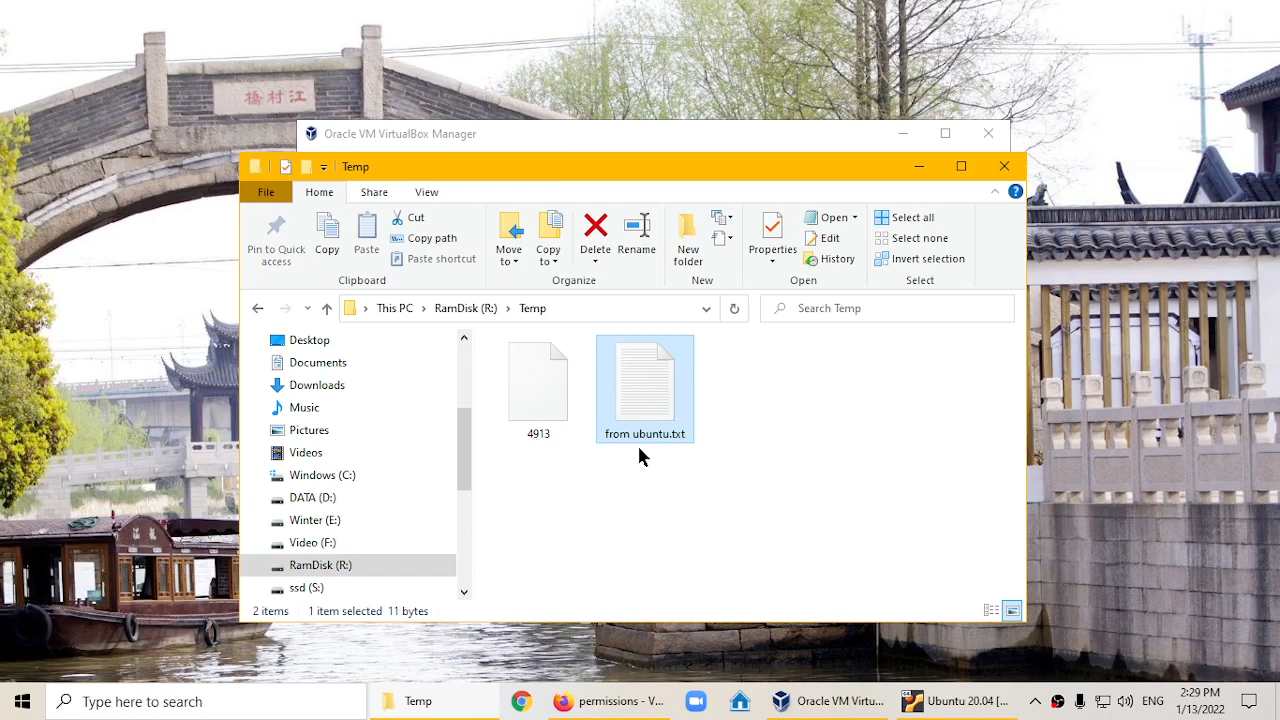 江村橋
Oracle VM VirtualBox Manager
Temp
File Home Share View
Pin to Quick access
Copy
Paste
Cut
Copy path
Paste shortcut
Clipboard
Move to
Copy to
Delete
Rename
Organize
New folder
New
Properties
Open
Edit
History
Open
Select all
Select none
Invert selection
Select
This PC > RamDisk (R:) > Temp
Search Temp
Desktop
Documents
Downloads
Music
Pictures
Videos
Windows (C:)
DATA (D:)
Winter (E:)
Video (F:)
RamDisk (R:)
ssd (S:)
4913
from ubuntu.txt
2 items 1 item selected 11 bytes
Type here to search
Temp
permissions - V...
Oracle VM Virtu...
Ubuntu 20.04 [...
ENG
2:29 PM
1/13/2022